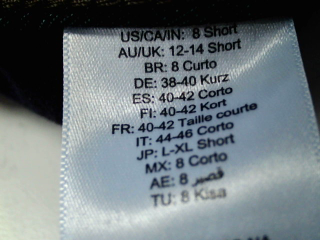 US/CA/IN: 8 Short
AU/UK: 12-14 Short
BR: 8 Curto
DE: 38-40 Kurz
ES: 40-42 Corto
FI: 40-42 Kort
FR: 40-42 Taille courte
IT: 44-46 Corto
JP: L-XL Short
MX: 8 Corto
AE: 8 قصير
TU: 8 Kisa